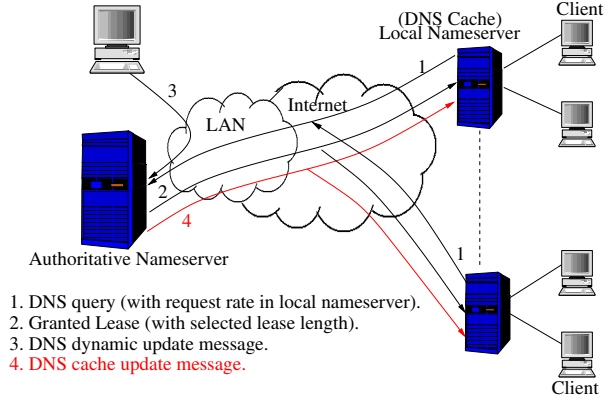 Client
(DNS Cache)
Local Nameserver
1
3
Internet
LAN
2
4
1
Authoritative Nameserver
1. DNS query (with request rate in local nameserver).
2. Granted Lease (with selected lease length).
3. DNS dynamic update message.
4. DNS cache update message.
Client